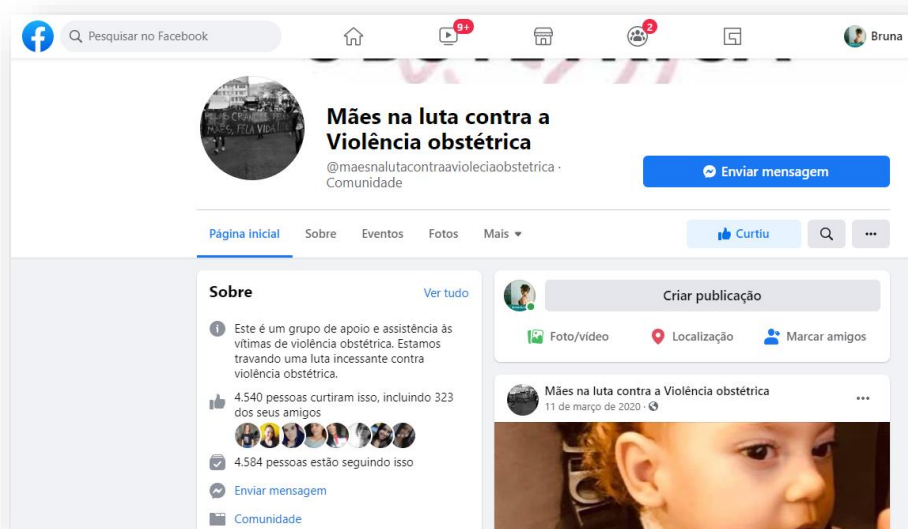 Pesquisar no Facebook
9+
2
Bruna
MÃES, PELA VIDA
Mães na luta contra a
Violência obstétrica
@maesnalutacontraavioleciaobstetrica ·
Comunidade
Enviar mensagem
Página inicial
Sobre
Eventos
Fotos
Mais
Curtiu
Sobre
Ver tudo
Este é um grupo de apoio e assistência às
vítimas de violência obstétrica. Estamos
travando uma luta incessante contra
violência obstétrica.
4.540 pessoas curtiram isso, incluindo 323
dos seus amigos
4.584 pessoas estão seguindo isso
Enviar mensagem
Comunidade
Criar publicação
Foto/vídeo
Localização
Marcar amigos
Mães na luta contra a Violência obstétrica
11 de março de 2020 ·